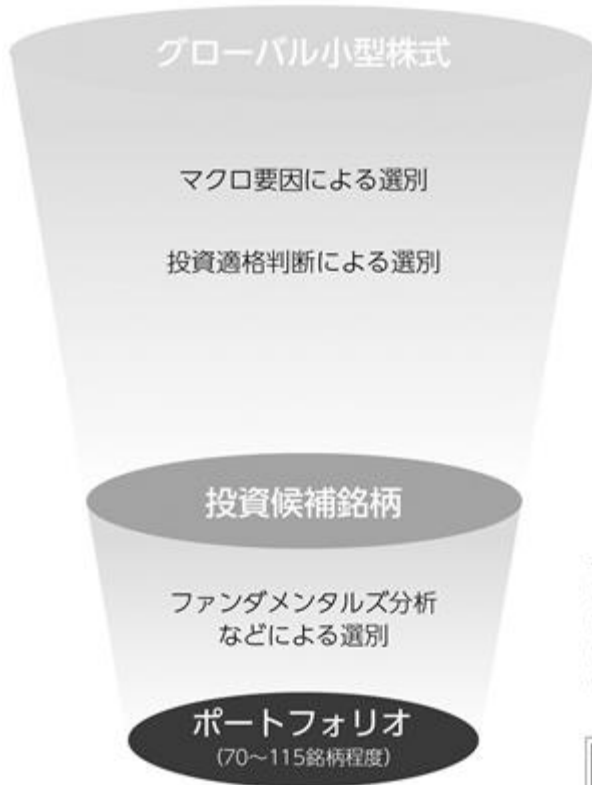 グローバル小型株式
マクロ要因による選別
投資適格判断による選別
投資候補銘柄
ファンダメンタルズ分析
などによる選別
ポートフォリオ
(70〜115銘柄程度)